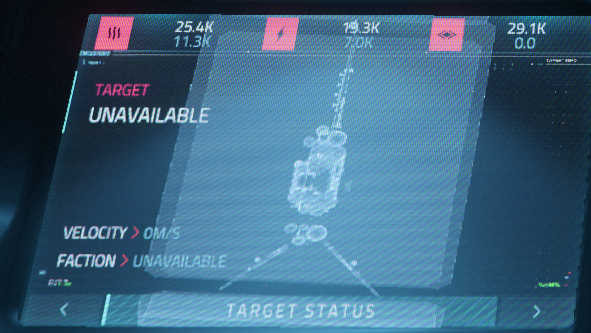 25.4K
11.3K
19.3K
7.0K
29.1K
0.0
TARGET
UNAVAILABLE
VELOCITY > 0M/S
FACTION > UNAVAILABLE
< TARGET STATUS >